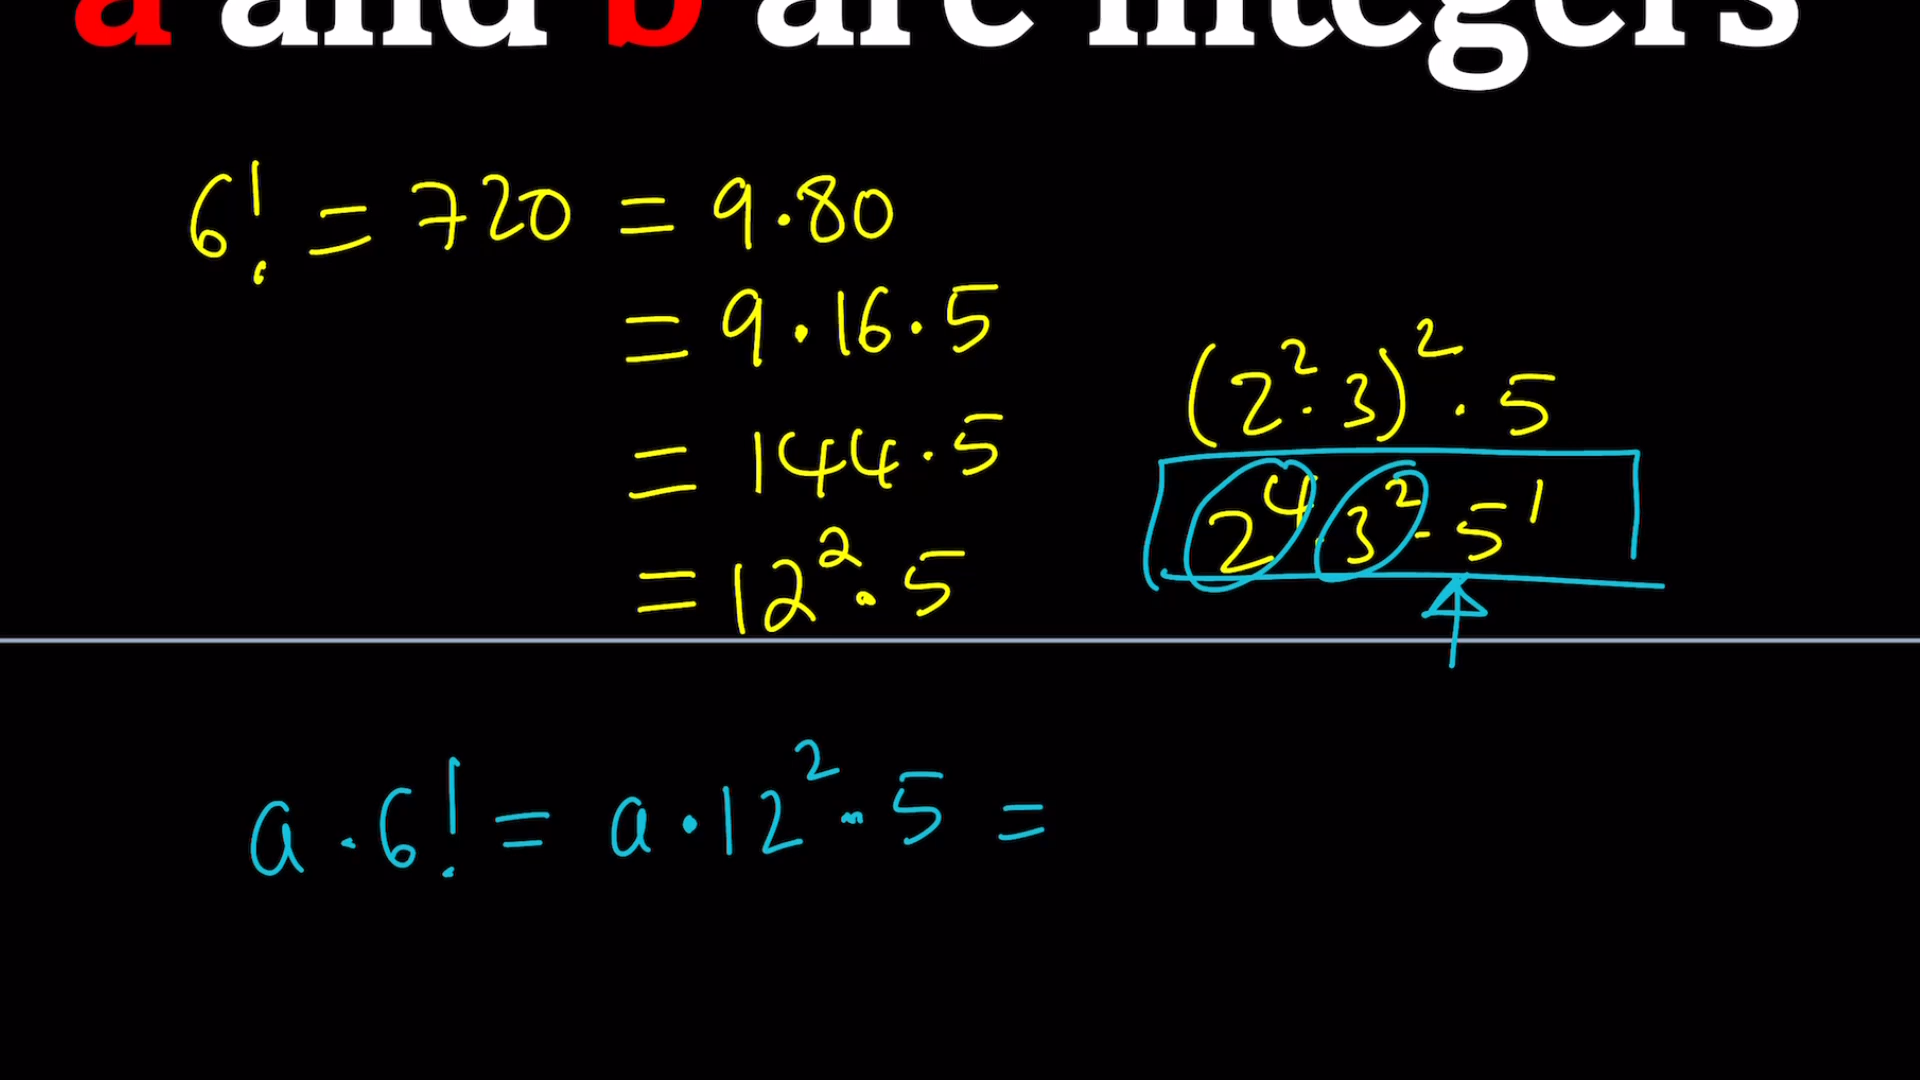 a and b are integers
6! = 720 = 9·80
= 9·16·5
= 144·5
= 12²·5
(2²·3)²·5
2⁴·3²·5¹
a·6! = a·12²·5 =